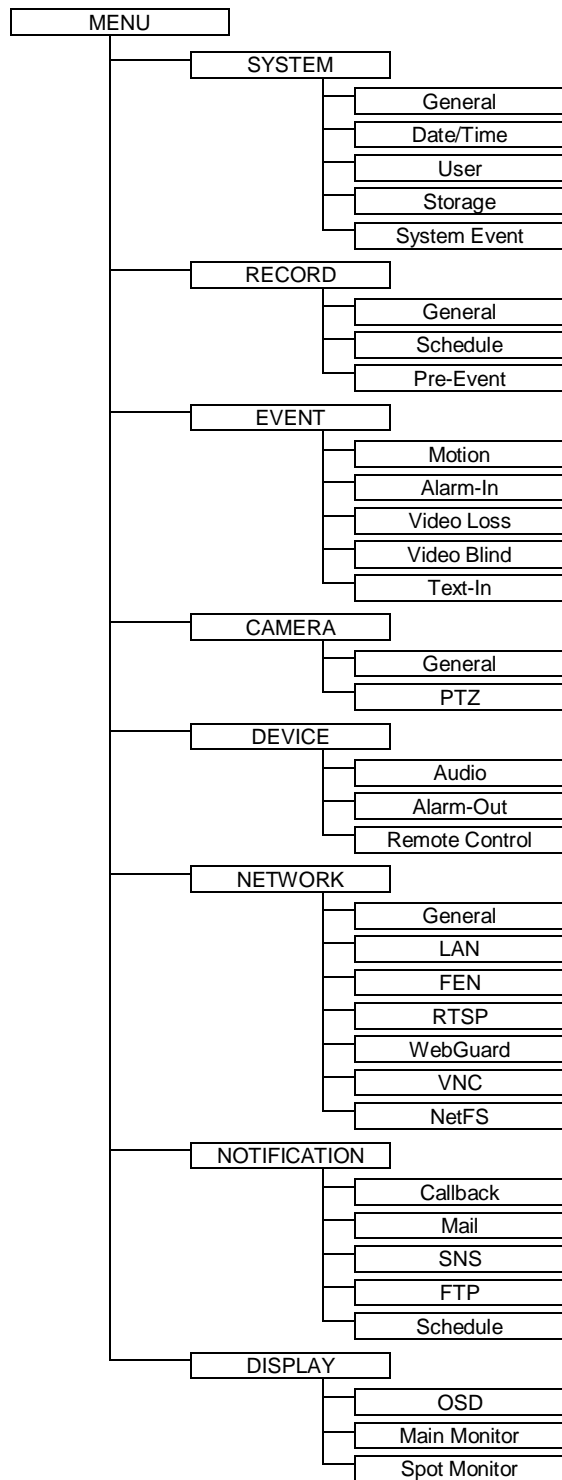 MENU
SYSTEM
General
Date/Time
User
Storage
System Event
RECORD
General
Schedule
Pre-Event
EVENT
Motion
Alarm-In
Video Loss
Video Blind
Text-In
CAMERA
General
PTZ
DEVICE
Audio
Alarm-Out
Remote Control
NETWORK
General
LAN
FEN
RTSP
WebGuard
VNC
NetFS
NOTIFICATION
Callback
Mail
SNS
FTP
Schedule
DISPLAY
OSD
Main Monitor
Spot Monitor